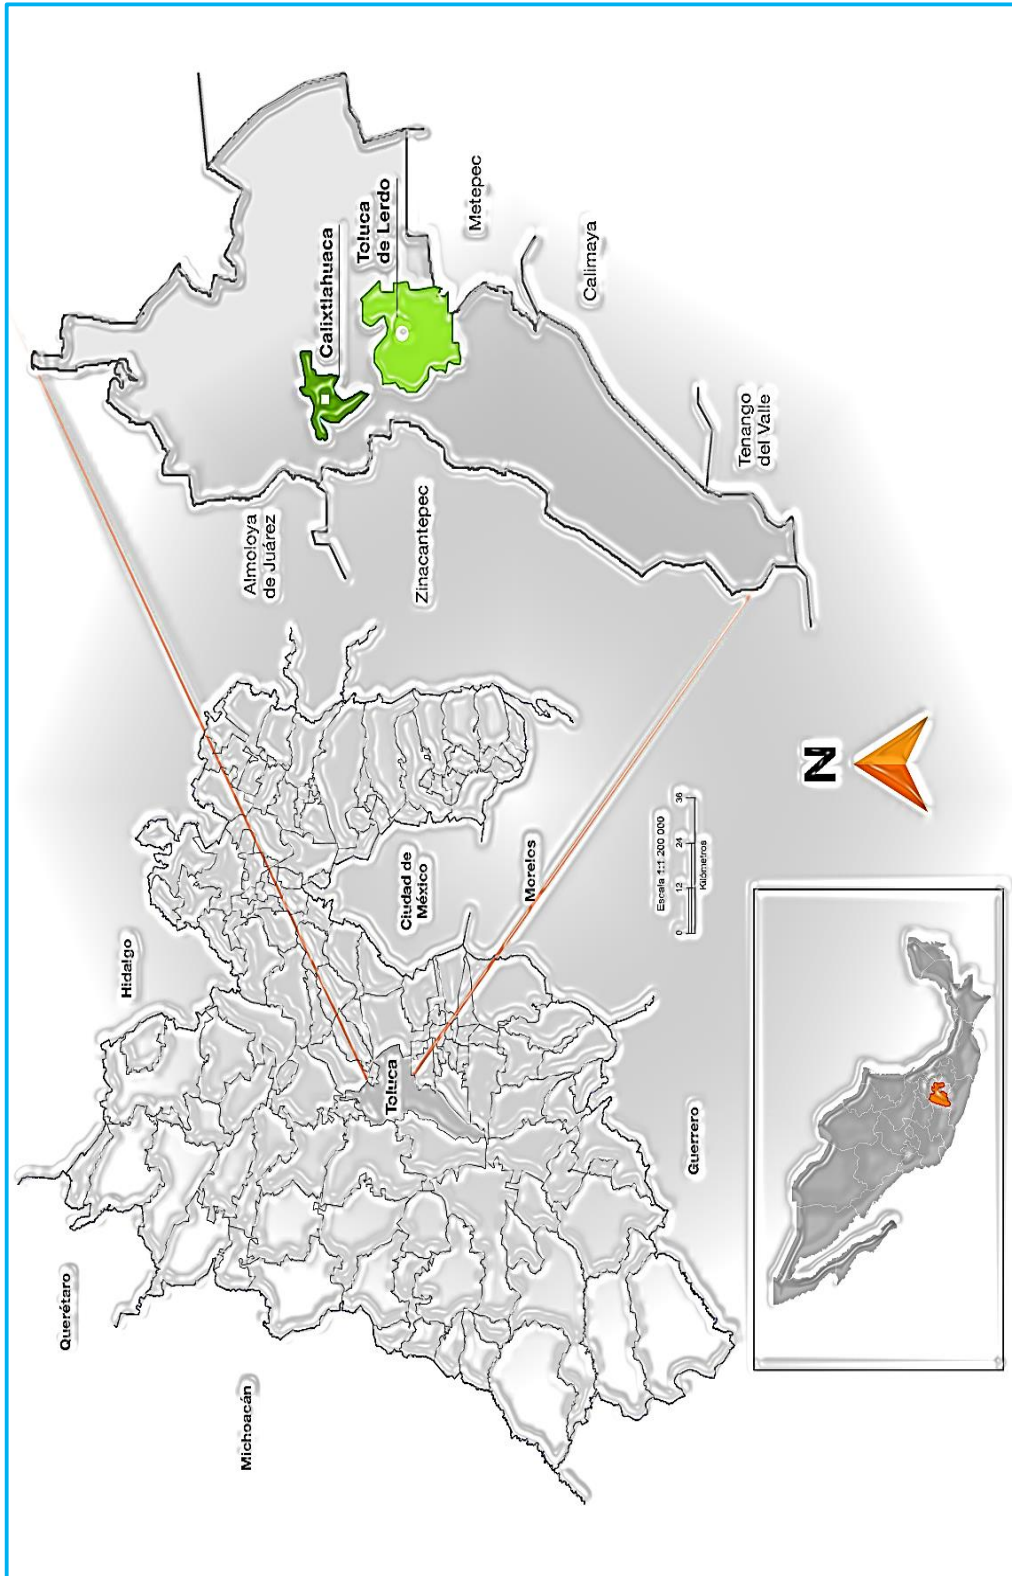 Querétaro
Hidalgo
Michoacán
Toluca
Ciudad de
México
Morelos
Guerrero
Almoloya
de Juárez
Zinacantepec
Calixtlahuaca
Toluca
de Lerdo
Metepec
Calimaya
Tenango
del Valle
Escala 1:1 200 000
0 12 24 36
Kilómetros
N